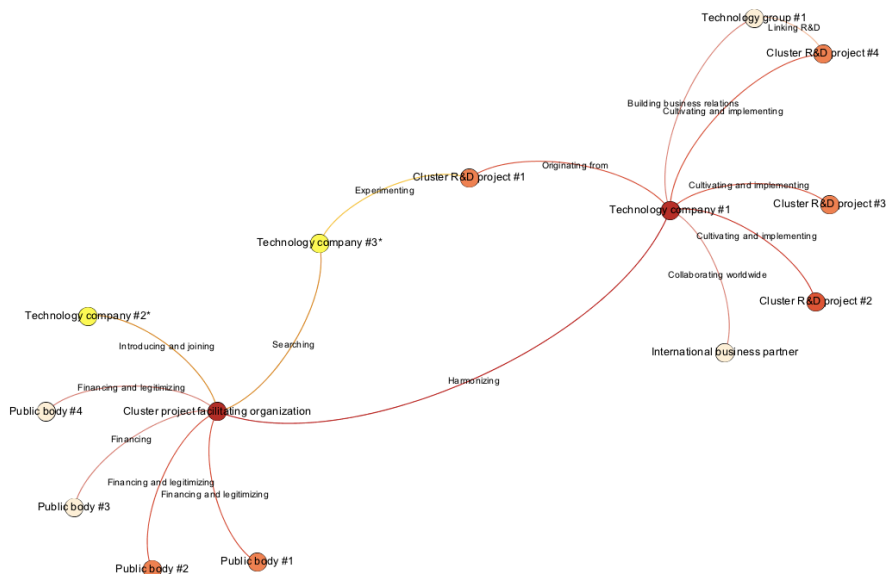 Technology group #1
Linking R&D
Cluster R&D project #4
Building business relations
Cultivating and implementing
Originating from
Cluster R&D project #1
Experimenting
Cultivating and implementing
Cluster R&D project #3
Technology company #1
Cultivating and implementing
Technology company #3*
Collaborating worldwide
Cluster R&D project #2
Technology company #2*
Introducing and joining
Searching
International business partner
Harmonizing
Financing and legitimizing
Public body #4
Cluster project facilitating organization
Financing
Financing and legitimizing
Financing and legitimizing
Public body #3
Public body #1
Public body #2